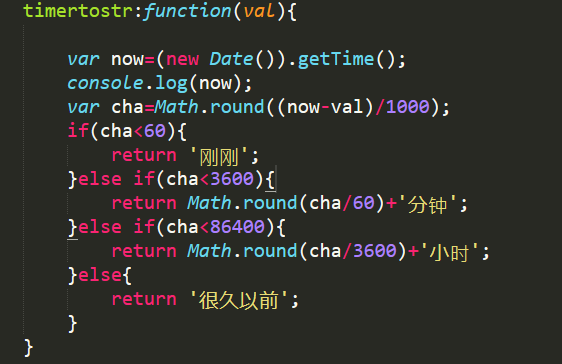 timertostr:function(val){
var now=(new Date()).getTime();
console.log(now);
var cha=Math.round((now-val)/1000);
if(cha<60){
return '刚刚';
}else if(cha<3600){
return Math.round(cha/60)+'分钟';
}else if(cha<86400){
return Math.round(cha/3600)+'小时';
}else{
return '很久以前';
}
}